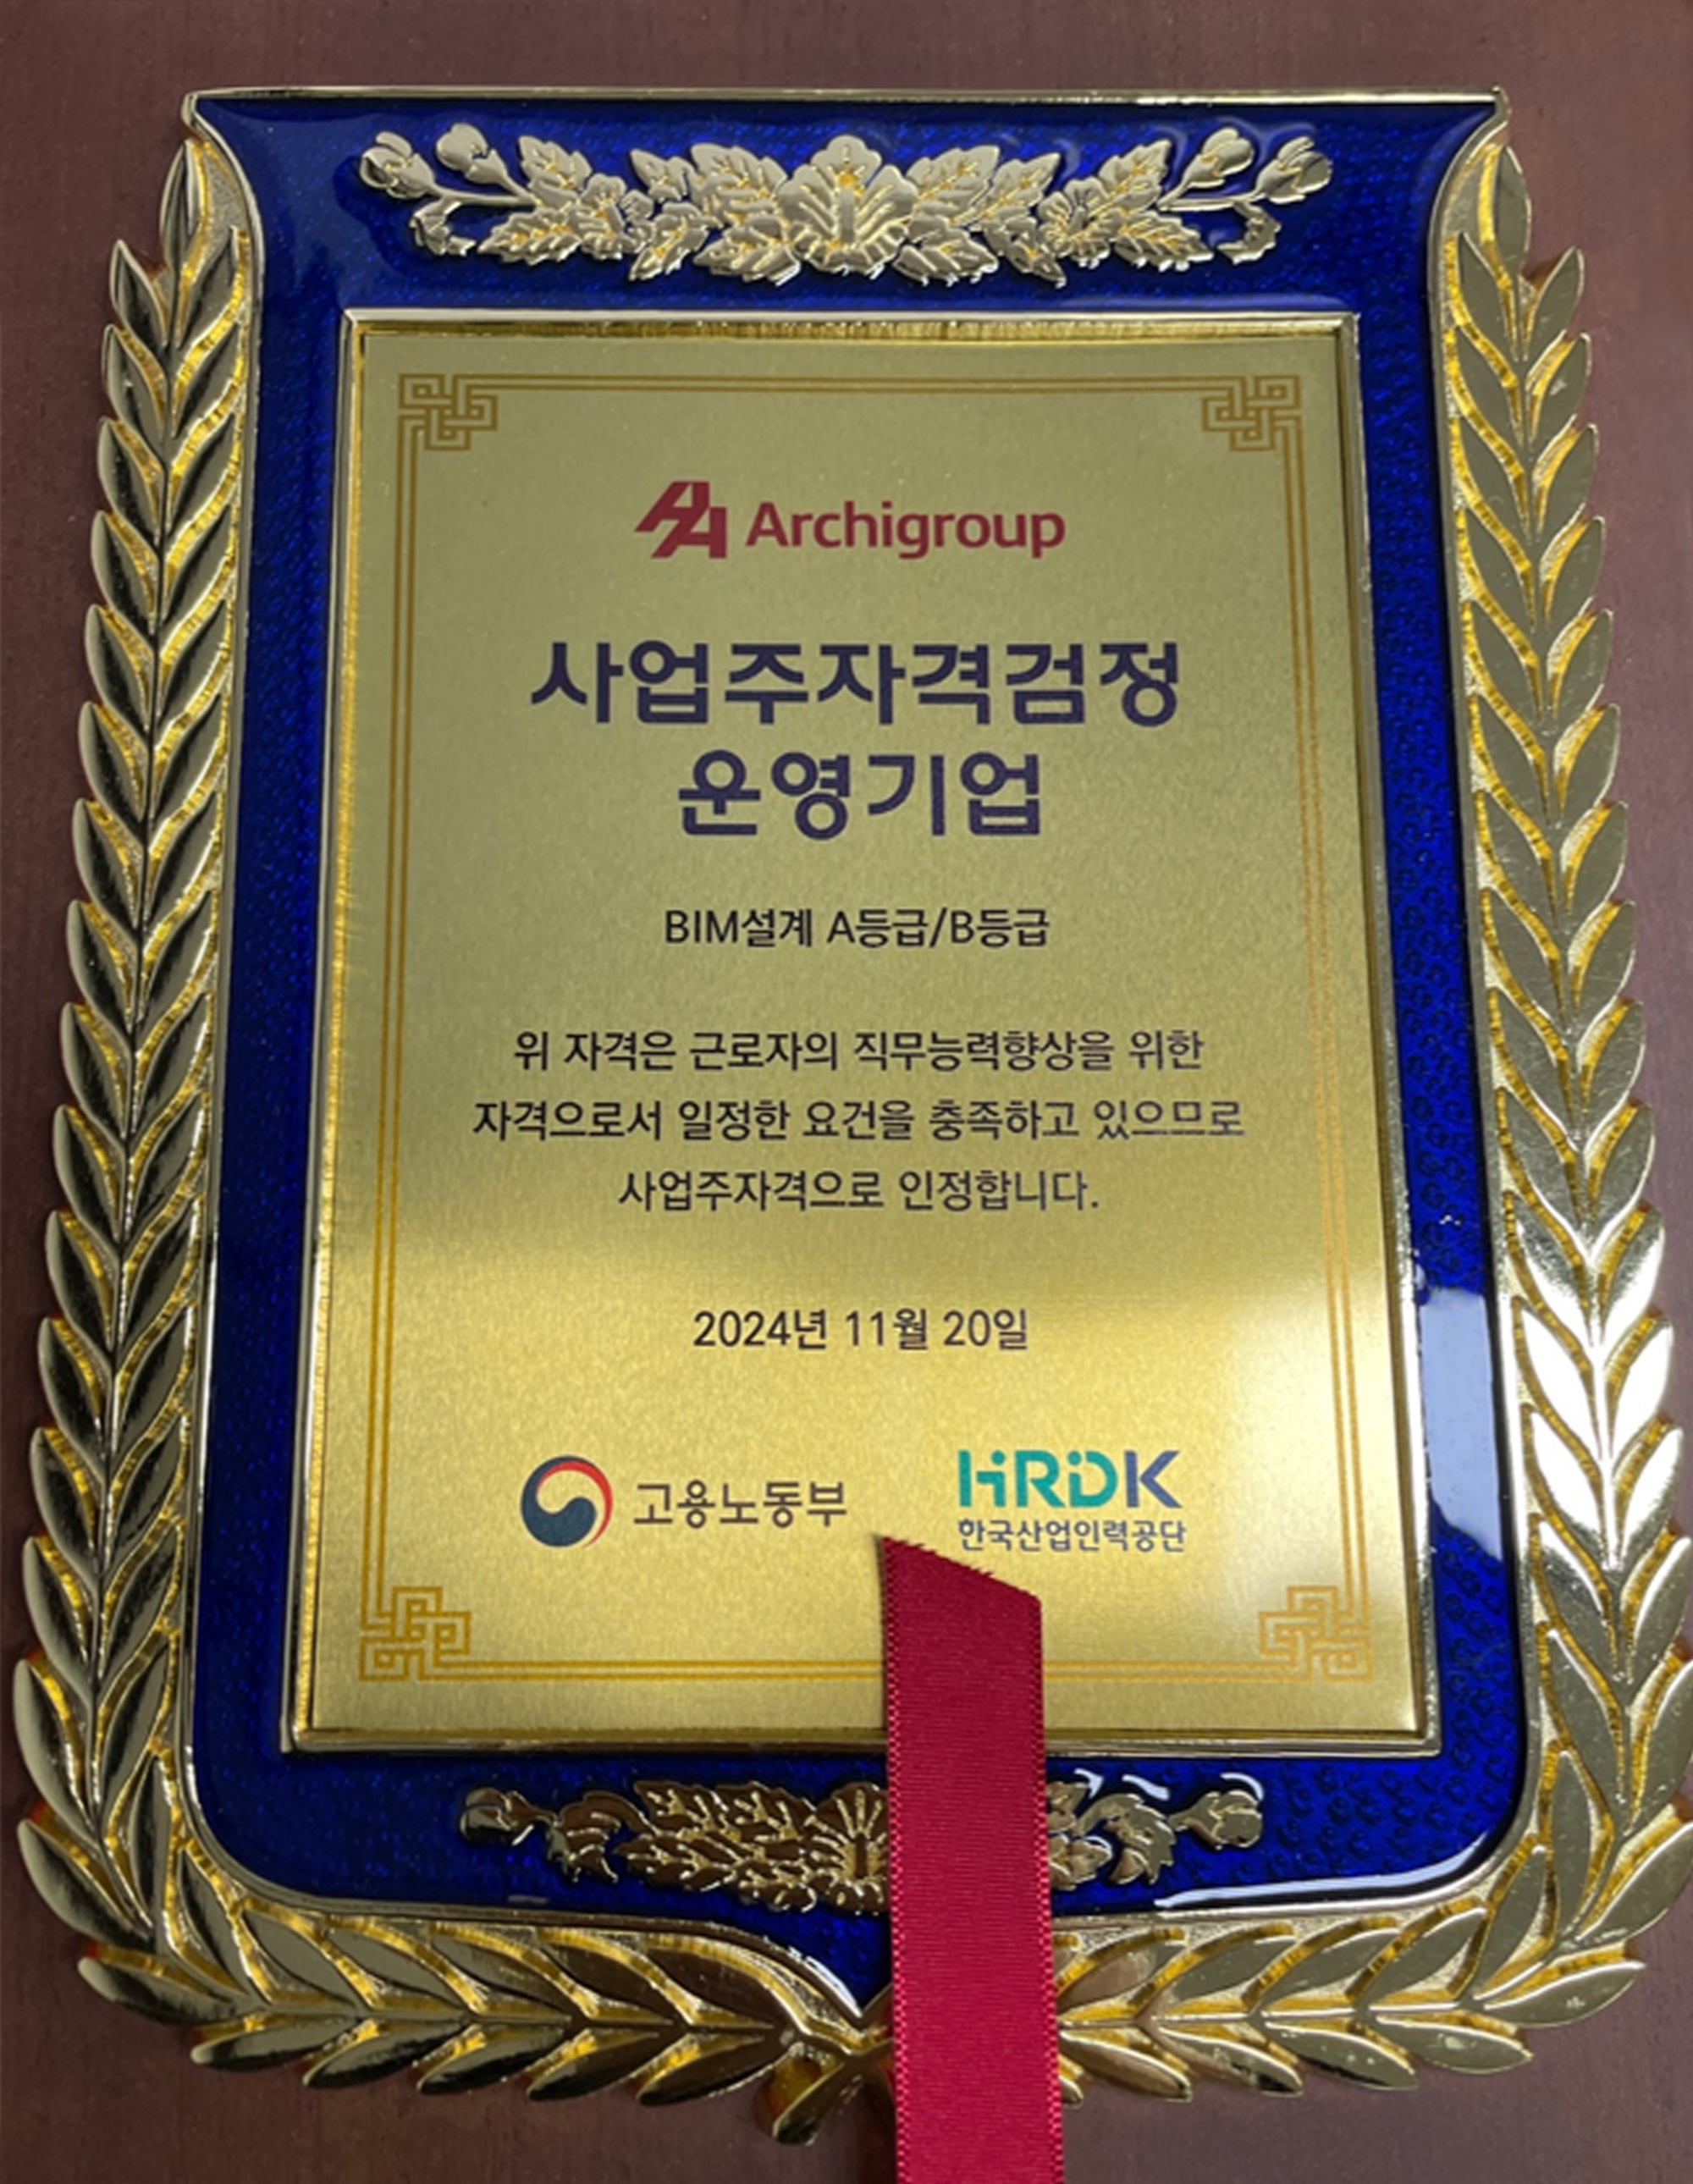 Archigroup
사업주자격검정
운영기업
BIM설계 A등급/B등급
위 자격은 근로자의 직무능력향상을 위한
자격으로서 일정한 요건을 충족하고 있으므로
사업주자격으로 인정합니다.
2024년 11월 20일
고용노동부
HRDK
한국산업인력공단